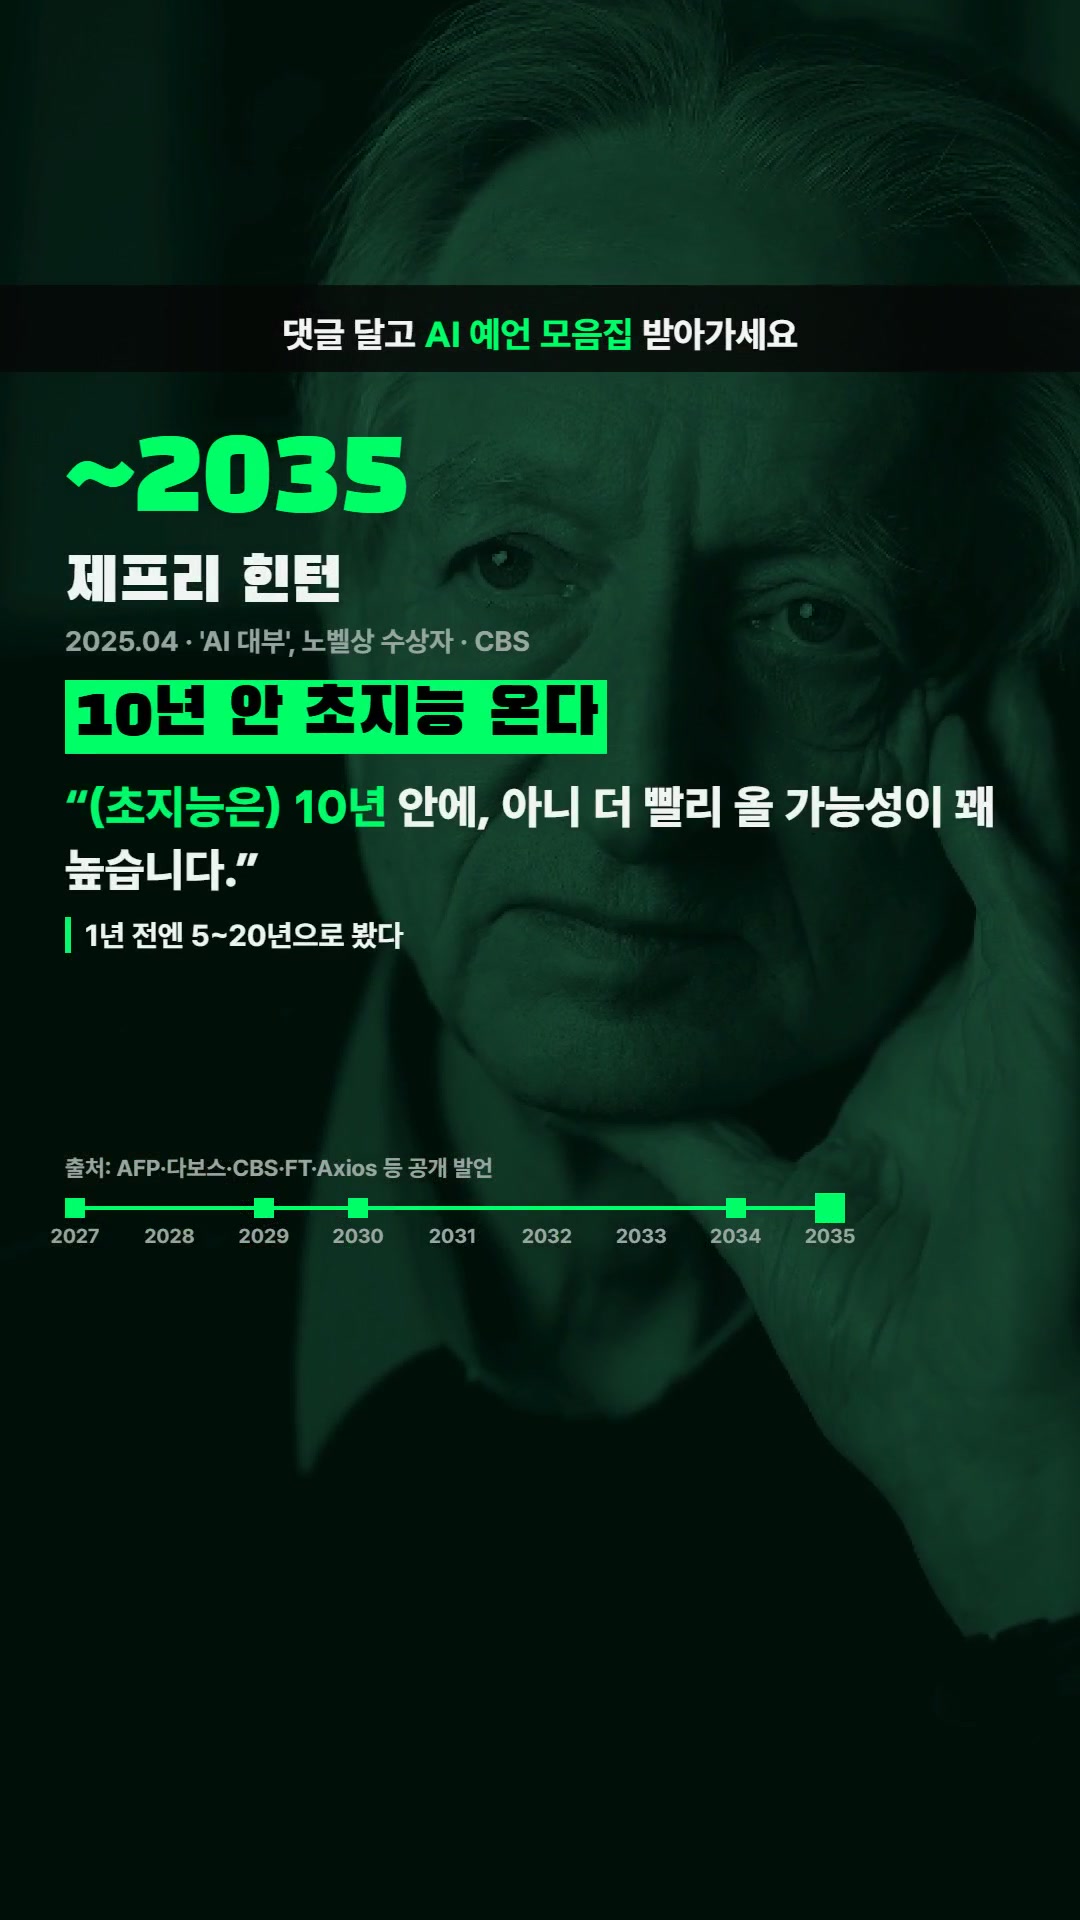 댓글 달고 AI 예언 모음집 받아가세요
~2035
제프리 힌턴
2025.04 · 'AI 대부', 노벨상 수상자 · CBS
10년 안 초지능 온다
“(초지능은) 10년 안에, 아니 더 빨리 올 가능성이 꽤
높습니다.”
1년 전엔 5~20년으로 봤다
출처: AFP·다보스·CBS·FT·Axios 등 공개 발언
2027 2028 2029 2030 2031 2032 2033 2034 2035